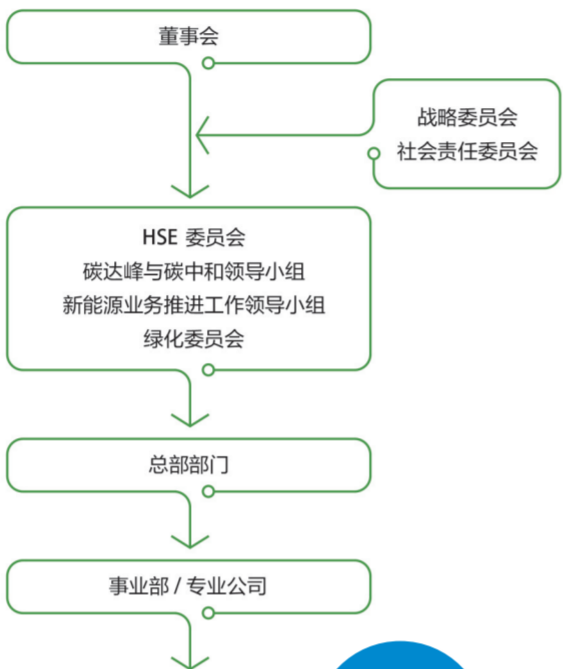 董事会
战略委员会
社会责任委员会
HSE 委员会
碳达峰与碳中和领导小组
新能源业务推进工作领导小组
绿化委员会
总部部门
事业部 / 专业公司